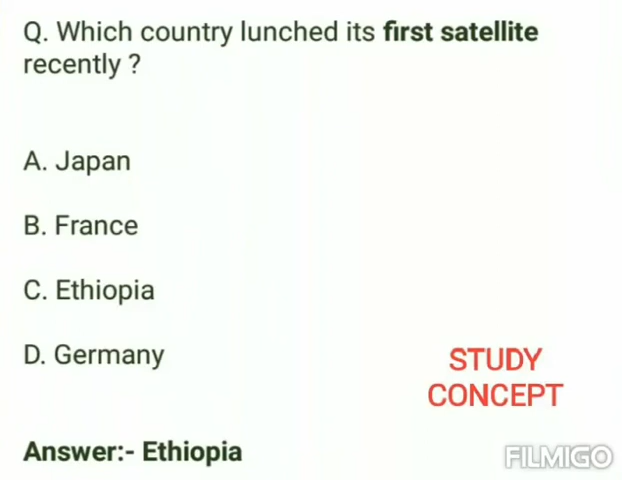 Q. Which country lunched its first satellite
recently ?
A. Japan
B. France
C. Ethiopia
D. Germany
STUDY
CONCEPT
Answer:- Ethiopia
FILMIGO